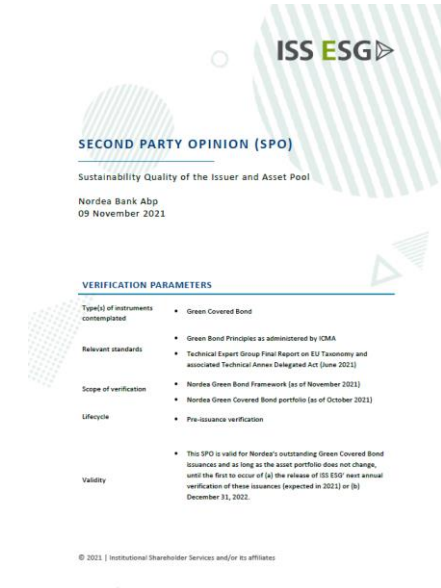 ISS ESG
SECOND PARTY OPINION (SPO)
Sustainability Quality of the Issuer and Asset Pool
Nordea Bank Abp
09 November 2021
VERIFICATION PARAMETERS
Type(s) of instruments
contemplated
• Green Covered Bond
Relevant standards
• Green Bond Principles as administered by ICMA
• Technical Expert Group Final Report on EU Taxonomy and
associated Technical Annex Delegated Act (June 2021)
Scope of verification
• Nordea Green Bond Framework (as of November 2021)
• Nordea Green Covered Bond portfolio (as of October 2021)
Lifecycle
• Pre-issuance verification
Validity
• This SPO is valid for Nordea's outstanding Green Covered Bond
issuances and as long as the asset portfolio does not change,
until the first to occur of (a) the release of ISS ESG' next annual
verification of these issuances (expected in 2021) or (b)
December 31, 2022.
© 2021 | Institutional Shareholder Services and/or its affiliates